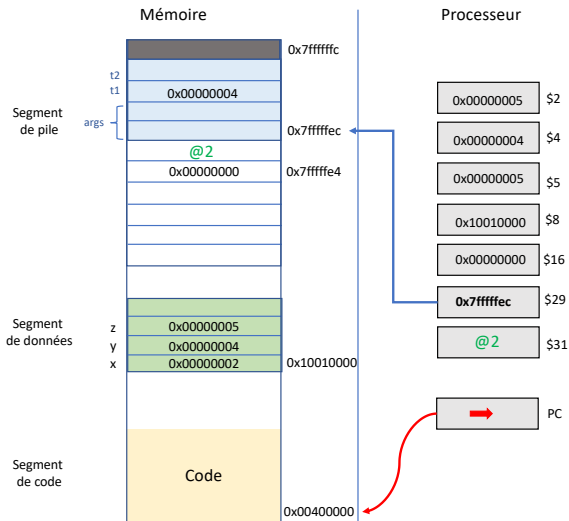 Mémoire
Processeur
0x7ffffffc
t2
t1
0x00000004
args
Segment
de pile
0x7fffffec
@2
0x00000000
0x7fffffe4
0x00000005
$2
0x00000004
$4
0x00000005
$5
0x10010000
$8
0x00000000
$16
0x7fffffec
$29
@2
$31
Segment
de données
z
0x00000005
y
0x00000004
x
0x00000002
0x10010000
PC
Segment
de code
Code
0x00400000